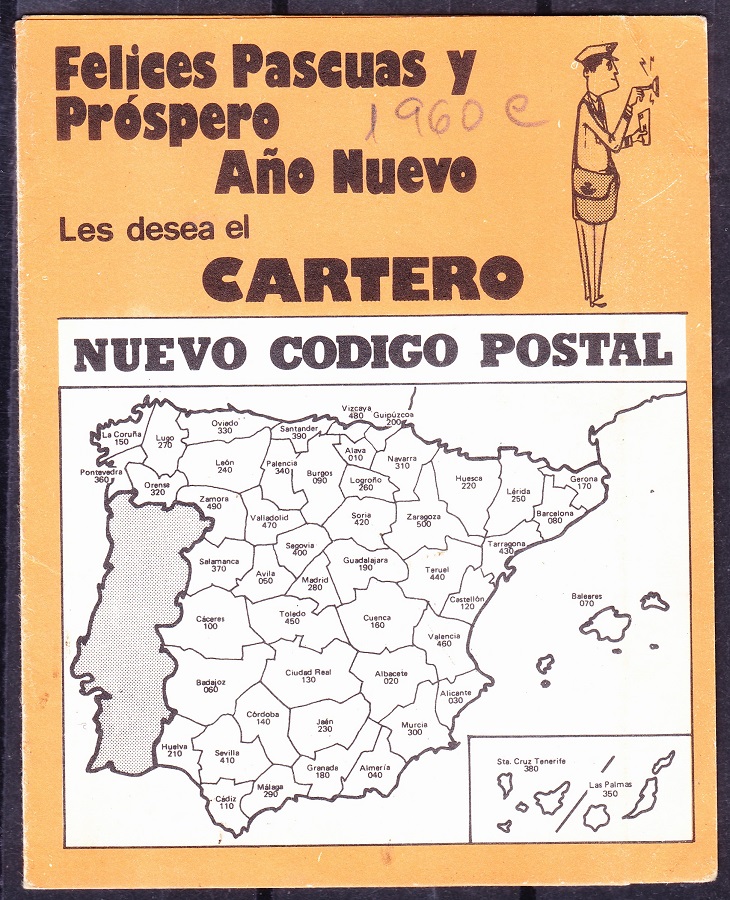 Felices Pascuas y
Próspero
1960 e
Año Nuevo
Les desea el
CARTERO
NUEVO CODIGO POSTAL
La Coruña
150
Lugo
270
Oviedo
330
Santander
390
Vizcaya
480
Guipúzcoa
200
Pontevedra
360
Orense
320
León
240
Palencia
340
Burgos
090
Alava
010
Logroño
260
Navarra
310
Huesca
220
Lérida
250
Gerona
170
Barcelona
080
Zamora
490
Valladolid
470
Soria
420
Zaragoza
500
Tarragona
430
Salamanca
370
Avila
050
Segovia
400
Madrid
280
Guadalajara
190
Teruel
440
Castellón
120
Baleares
070
Cáceres
100
Toledo
450
Cuenca
160
Valencia
460
Badajoz
060
Ciudad Real
130
Albacete
020
Alicante
030
Córdoba
140
Jaén
230
Murcia
300
Huelva
210
Sevilla
410
Granada
180
Almería
040
Cádiz
110
Málaga
290
Sta. Cruz Tenerife
380
Las Palmas
350